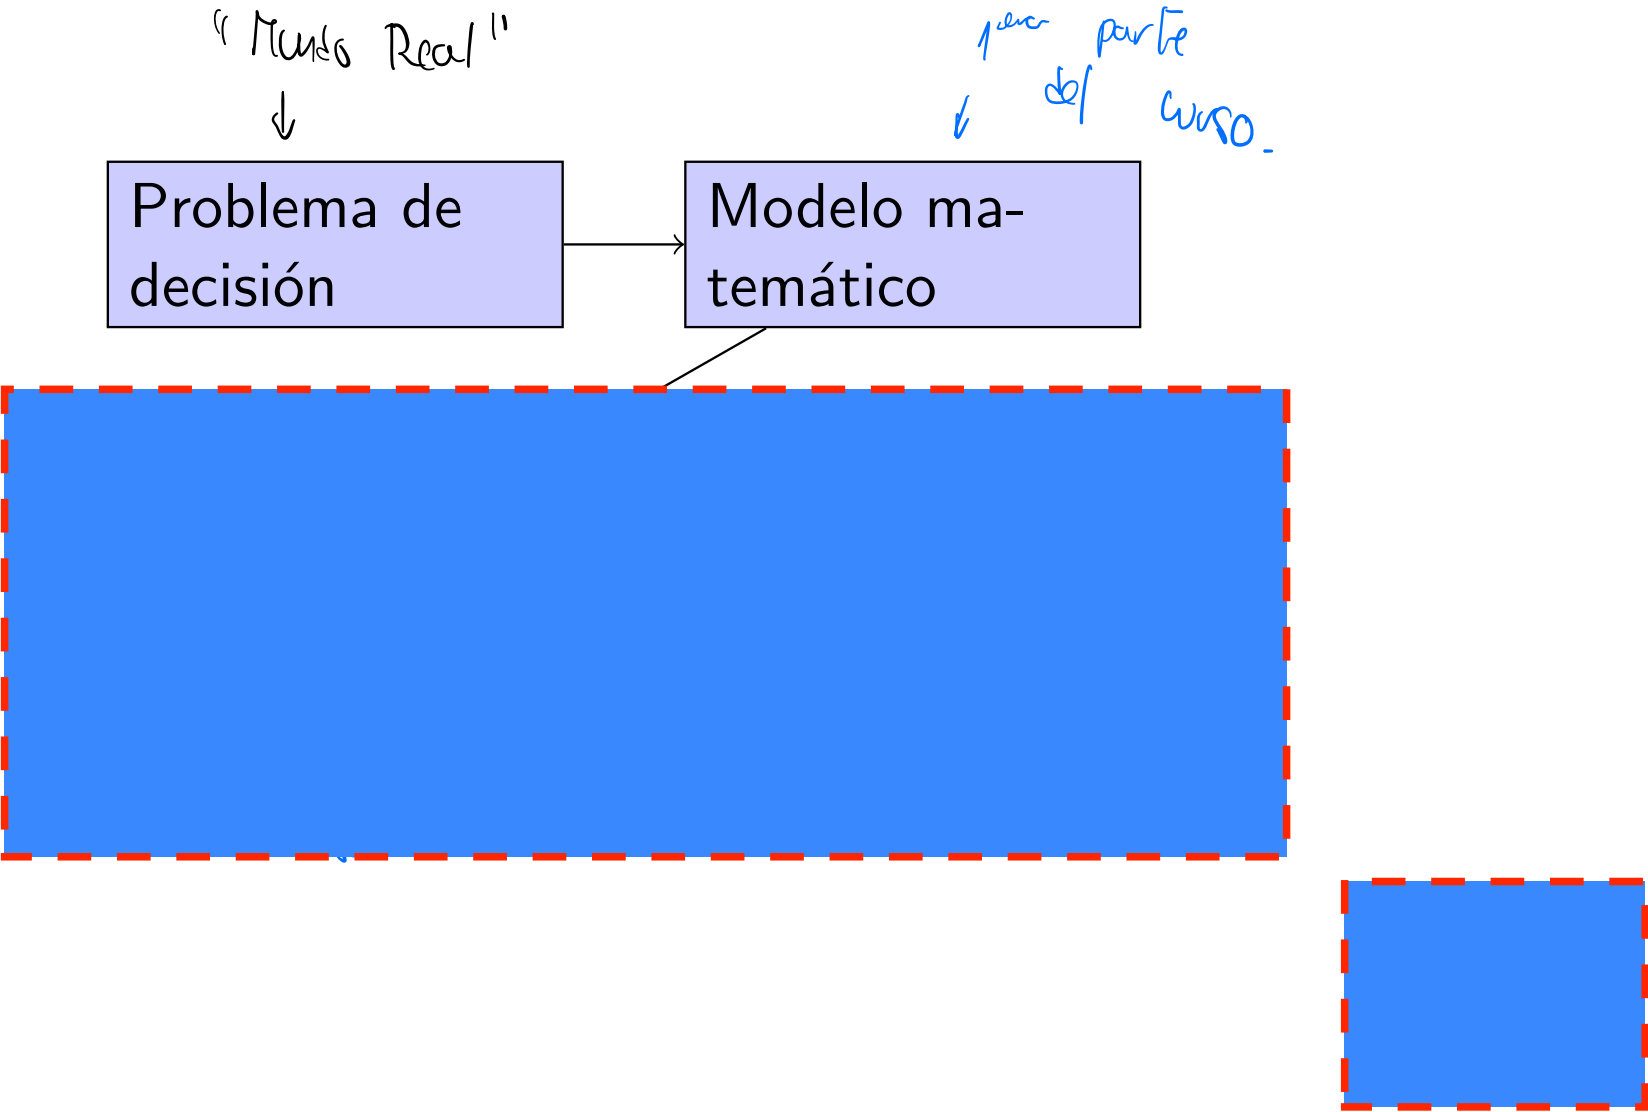 "Mundo Real"
1era parte
del curso.
Problema de
decisión
Modelo ma-
temático